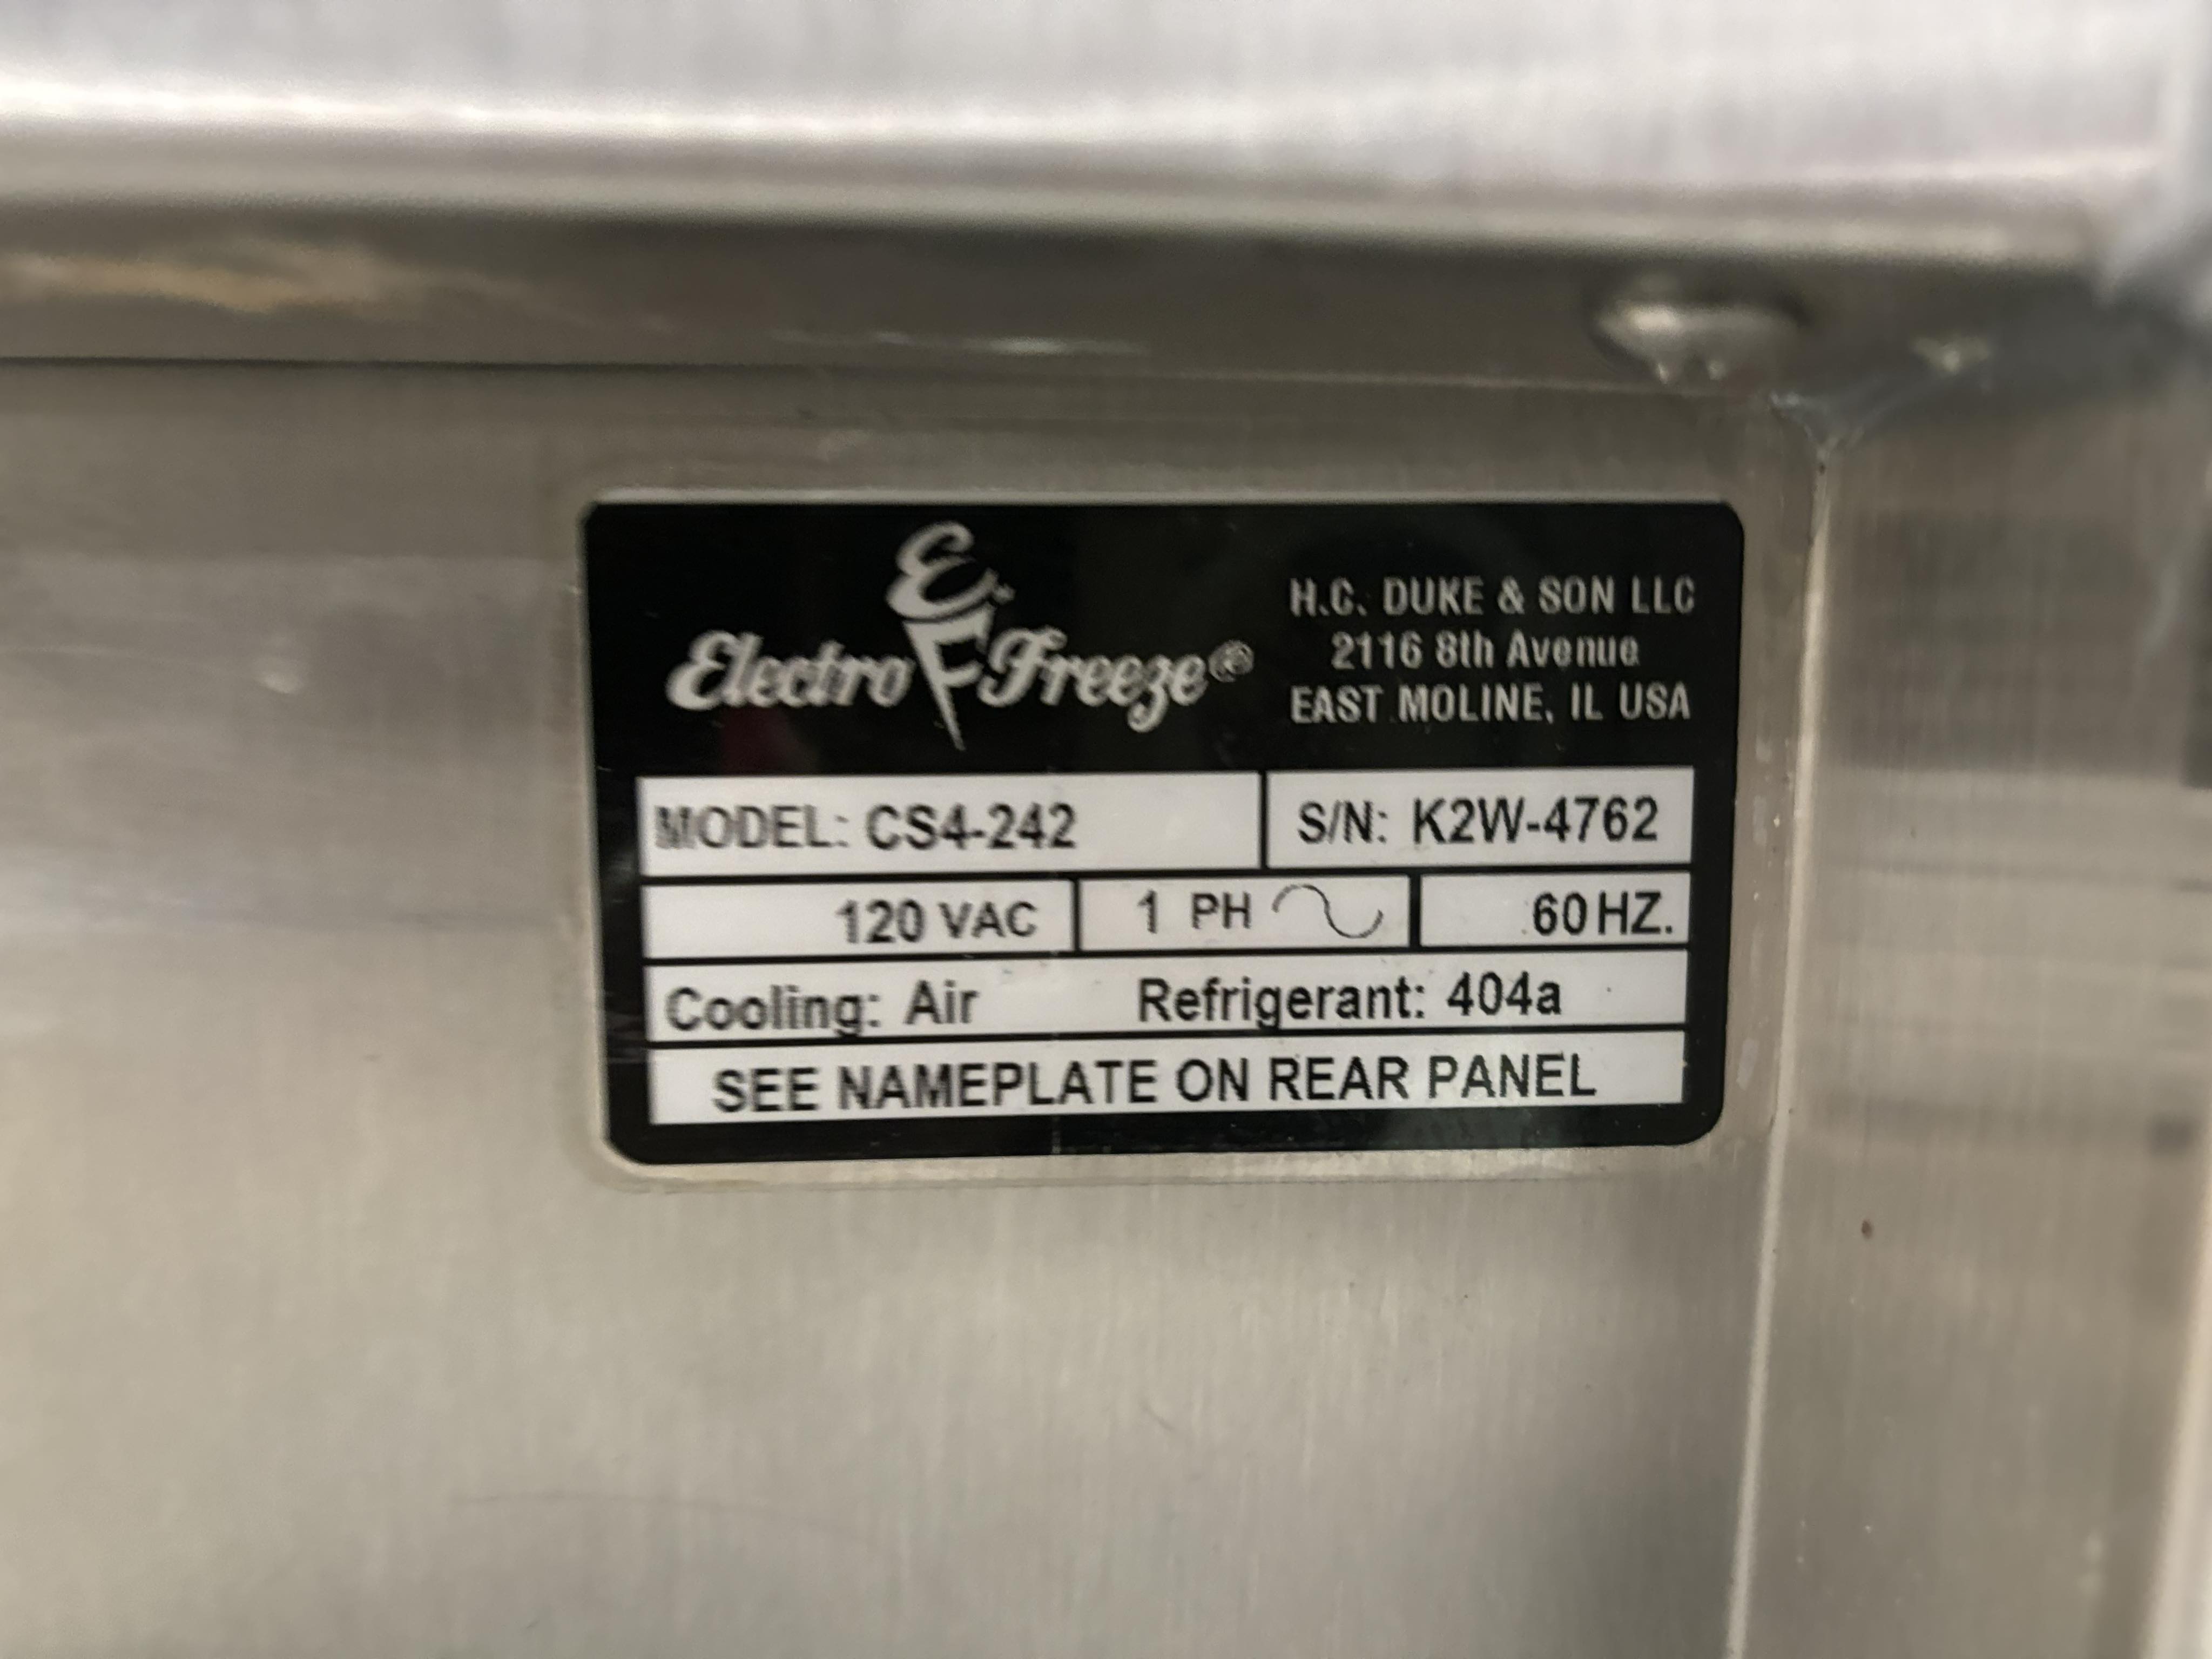 Electro Freeze®
H.C. DUKE & SON LLC
2116 8th Avenue
EAST MOLINE, IL USA
MODEL: CS4-242
S/N: K2W-4762
120 VAC
1 PH
60 HZ.
Cooling: Air
Refrigerant: 404a
SEE NAMEPLATE ON REAR PANEL